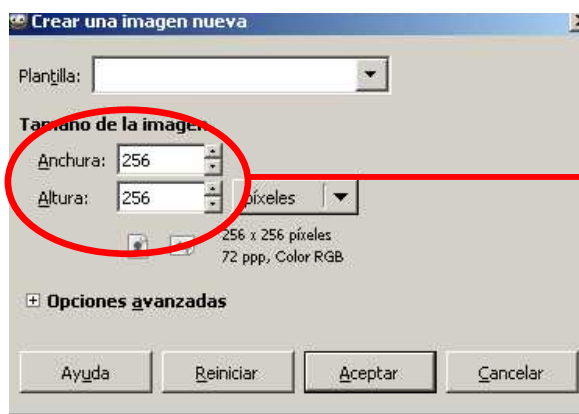 Crear una imagen nueva
Plantilla:
Tamaño de la imagen
Anchura: 256
Altura: 256 píxeles
256 x 256 píxeles
72 ppp, Color RGB
Opciones avanzadas
Ayuda Reiniciar Aceptar Cancelar